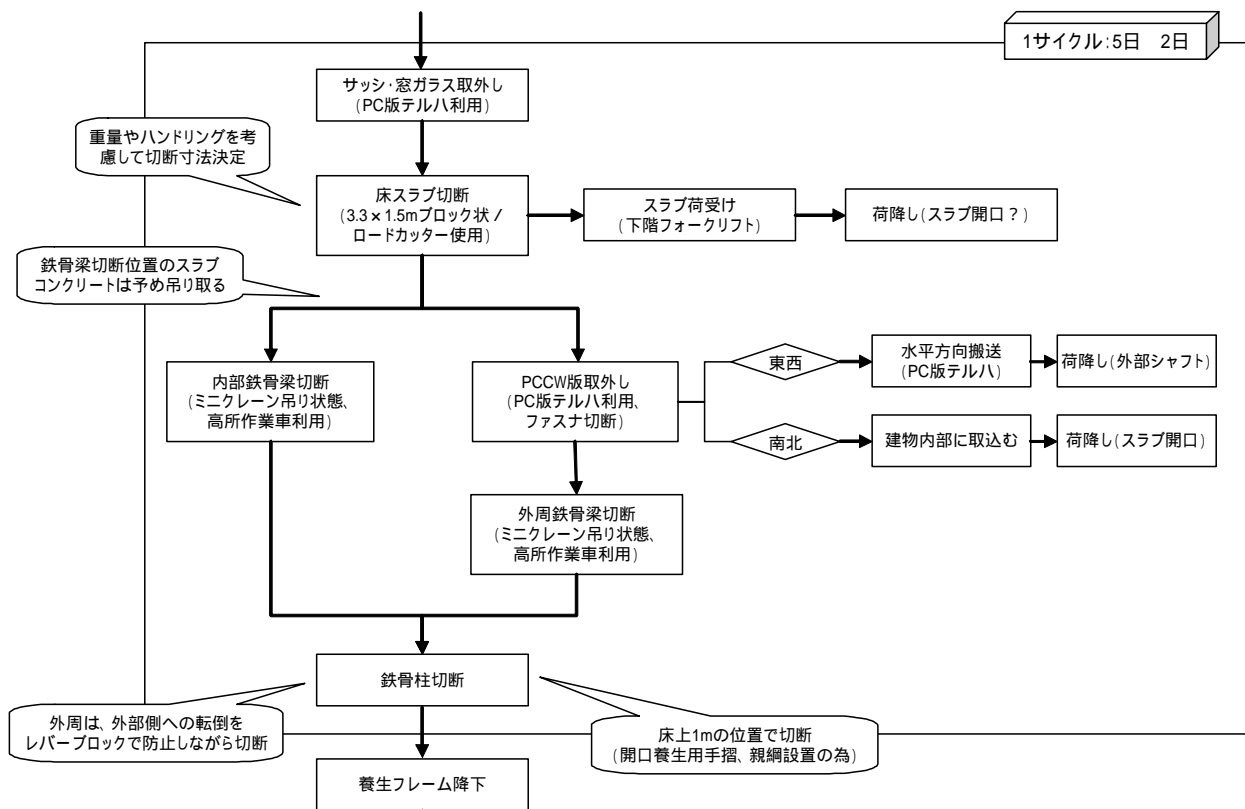 1サイクル:5日　2日
サッシ・窓ガラス取外し
(PC版テルハ利用)
重量やハンドリングを考
慮して切断寸法決定
床スラブ切断
(3.3×1.5mブロック状/
ロードカッター使用)
スラブ荷受け
(下階フォークリフト)
荷降し(スラブ開口?)
鉄骨梁切断位置のスラブ
コンクリートは予め吊り取る
内部鉄骨梁切断
(ミニクレーン吊り状態、
高所作業車利用)
PCCW版取外し
(PC版テルハ利用、
ファスナ切断)
東西
水平方向搬送
(PC版テルハ)
荷降し(外部シャフト)
南北
建物内部に取込む
荷降し(スラブ開口)
外周鉄骨梁切断
(ミニクレーン吊り状態、
高所作業車利用)
鉄骨柱切断
外周は、外部側への転倒を
レバーブロックで防止しながら切断
床上1mの位置で切断
(開口養生用手摺、親綱設置の為)
養生フレーム降下